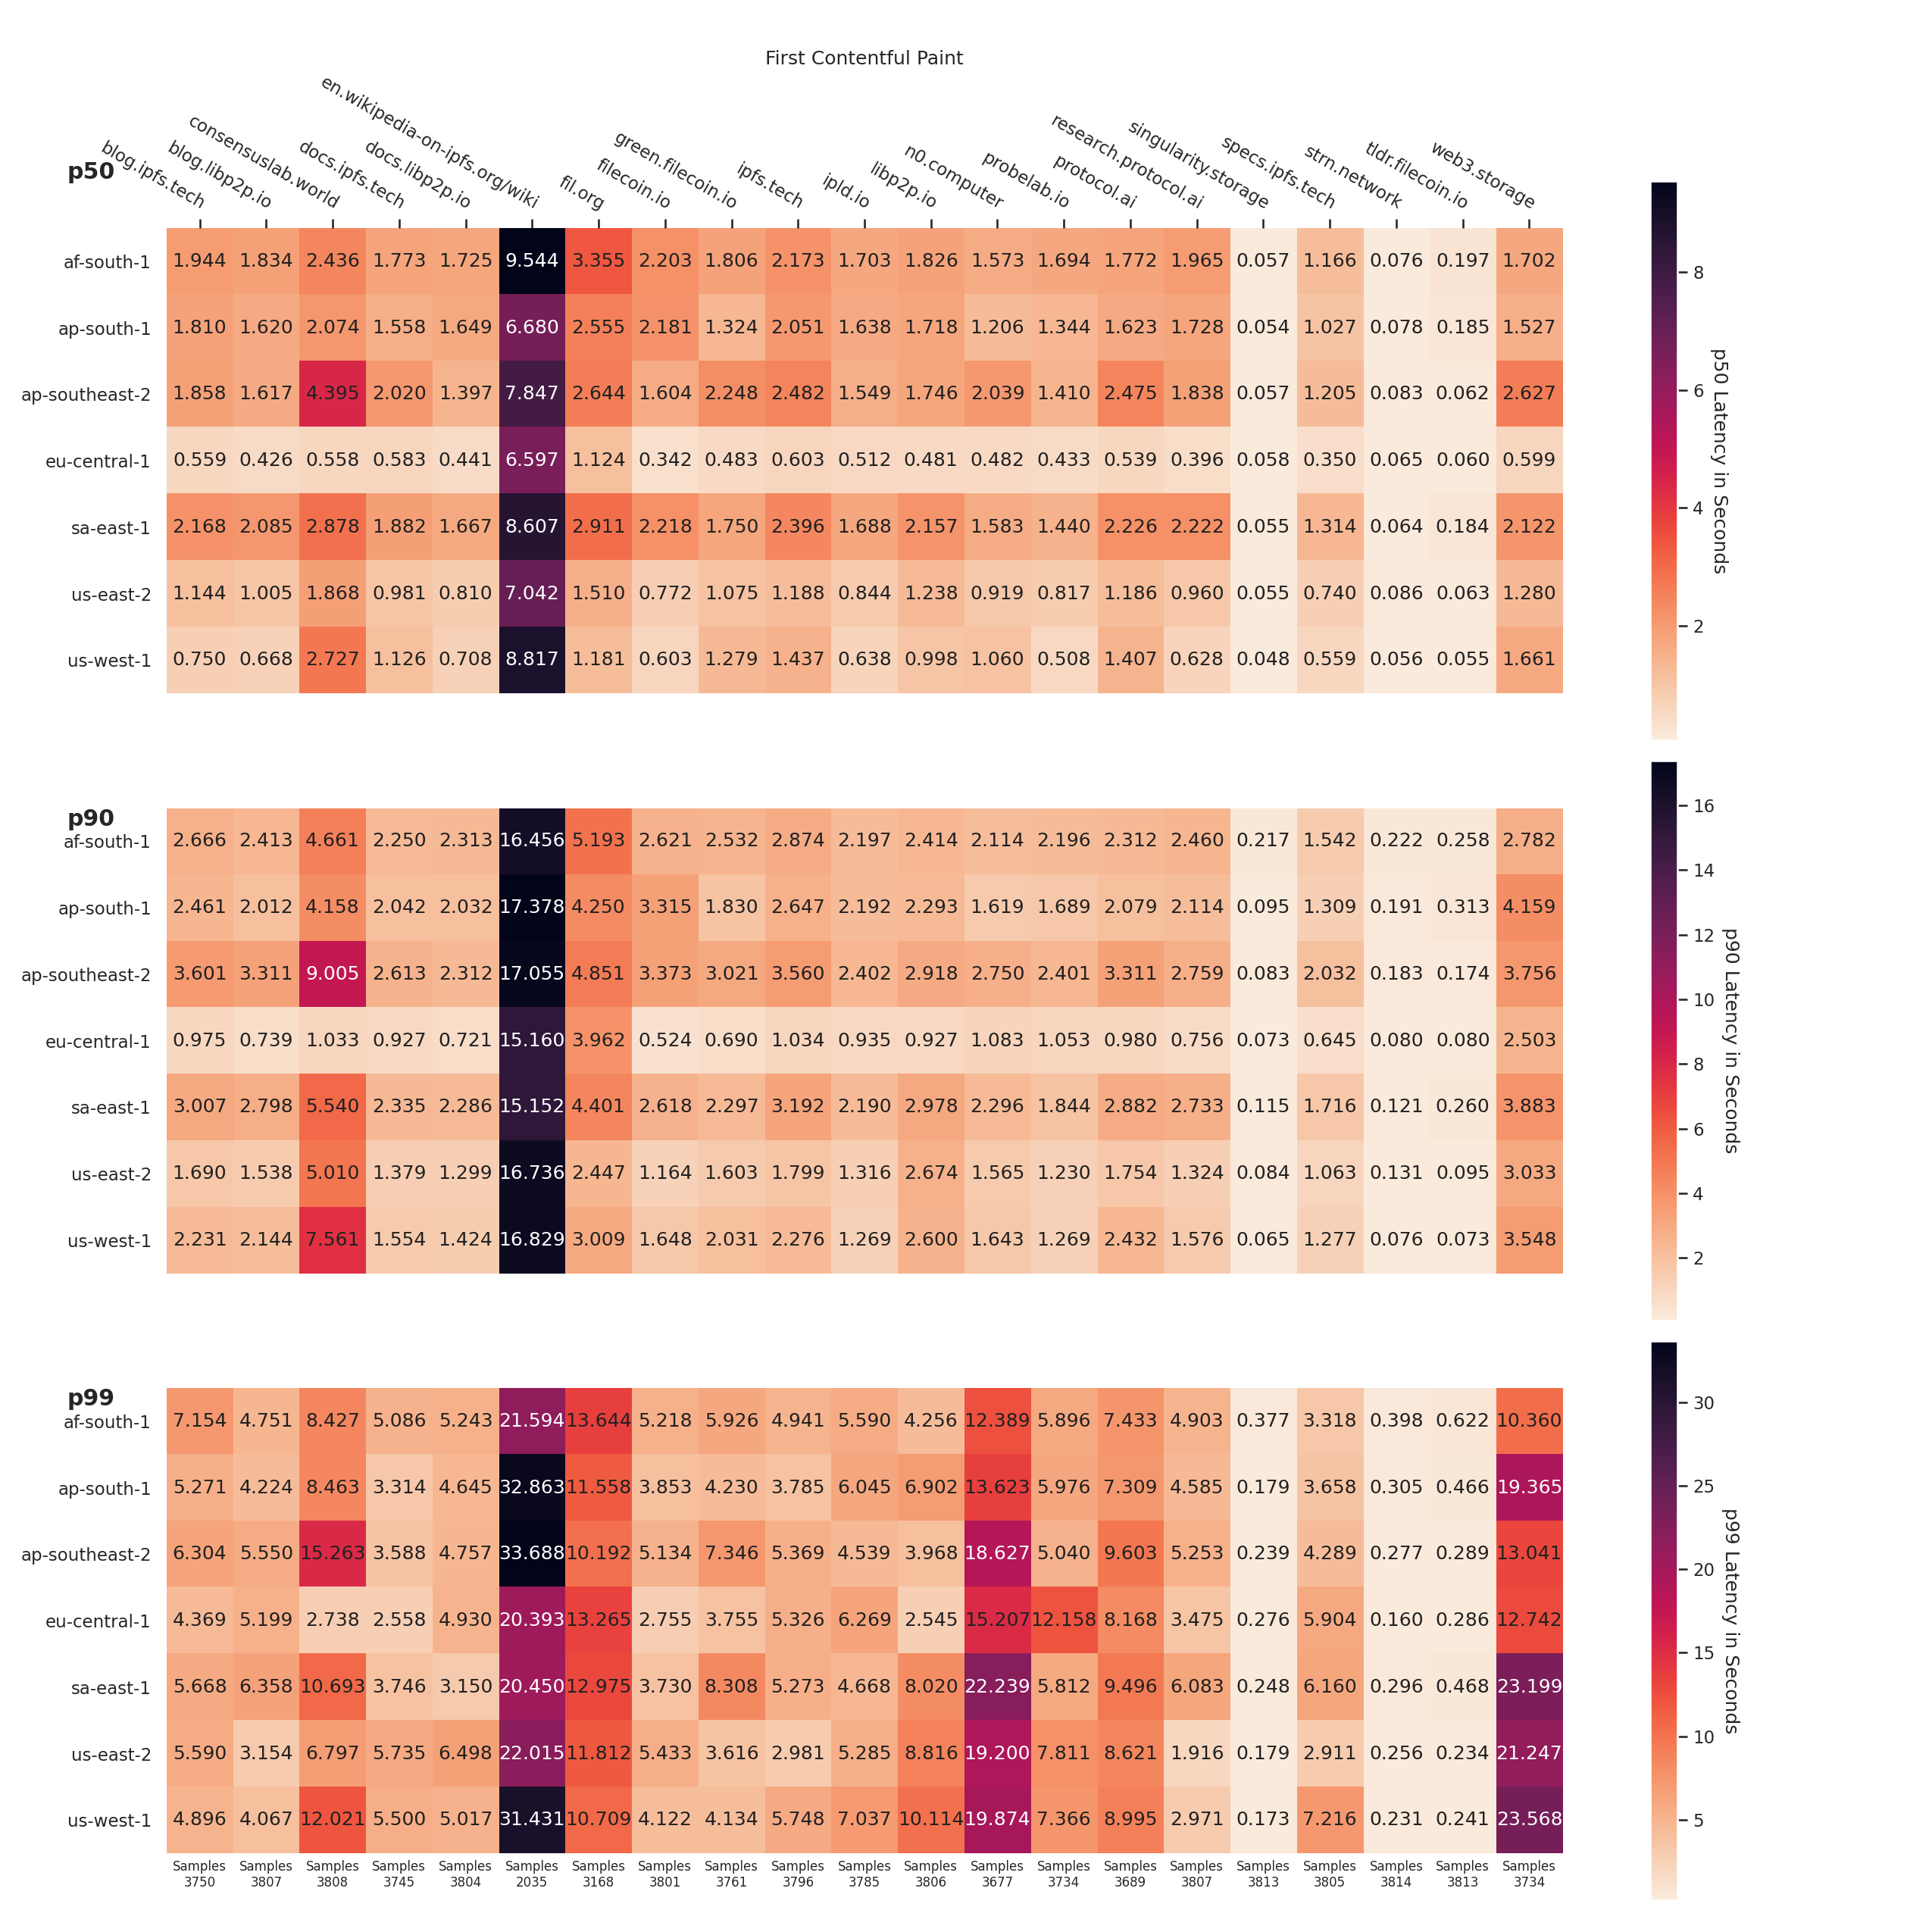 First Contentful Paint
p50
blog.ipfs.tech
blog.libp2p.io
consensuslab.world
docs.ipfs.tech
docs.libp2p.io
en.wikipedia-on-ipfs.org/wiki
fil.org
filecoin.io
green.filecoin.io
ipfs.tech
ipld.io
libp2p.io
n0.computer
probelab.io
protocol.ai
research.protocol.ai
singularity.storage
specs.ipfs.tech
strn.network
tldr.filecoin.io
web3.storage
af-south-1 1.944 1.834 2.436 1.773 1.725 9.544 3.355 2.203 1.806 2.173 1.703 1.826 1.573 1.694 1.772 1.965 0.057 1.166 0.076 0.197 1.702
ap-south-1 1.810 1.620 2.074 1.558 1.649 6.680 2.555 2.181 1.324 2.051 1.638 1.718 1.206 1.344 1.623 1.728 0.054 1.027 0.078 0.185 1.527
ap-southeast-2 1.858 1.617 4.395 2.020 1.397 7.847 2.644 1.604 2.248 2.482 1.549 1.746 2.039 1.410 2.475 1.838 0.057 1.205 0.083 0.062 2.627
eu-central-1 0.559 0.426 0.558 0.583 0.441 6.597 1.124 0.342 0.483 0.603 0.512 0.481 0.482 0.433 0.539 0.396 0.058 0.350 0.065 0.060 0.599
sa-east-1 2.168 2.085 2.878 1.882 1.667 8.607 2.911 2.218 1.750 2.396 1.688 2.157 1.583 1.440 2.226 2.222 0.055 1.314 0.064 0.184 2.122
us-east-2 1.144 1.005 1.868 0.981 0.810 7.042 1.510 0.772 1.075 1.188 0.844 1.238 0.919 0.817 1.186 0.960 0.055 0.740 0.086 0.063 1.280
us-west-1 0.750 0.668 2.727 1.126 0.708 8.817 1.181 0.603 1.279 1.437 0.638 0.998 1.060 0.508 1.407 0.628 0.048 0.559 0.056 0.055 1.661
8
6
4
2
p50 Latency in Seconds
p90
af-south-1 2.666 2.413 4.661 2.250 2.313 16.456 5.193 2.621 2.532 2.874 2.197 2.414 2.114 2.196 2.312 2.460 0.217 1.542 0.222 0.258 2.782
ap-south-1 2.461 2.012 4.158 2.042 2.032 17.378 4.250 3.315 1.830 2.647 2.192 2.293 1.619 1.689 2.079 2.114 0.095 1.309 0.191 0.313 4.159
ap-southeast-2 3.601 3.311 9.005 2.613 2.312 17.055 4.851 3.373 3.021 3.560 2.402 2.918 2.750 2.401 3.311 2.759 0.083 2.032 0.183 0.174 3.756
eu-central-1 0.975 0.739 1.033 0.927 0.721 15.160 3.962 0.524 0.690 1.034 0.935 0.927 1.083 1.053 0.980 0.756 0.073 0.645 0.080 0.080 2.503
sa-east-1 3.007 2.798 5.540 2.335 2.286 15.152 4.401 2.618 2.297 3.192 2.190 2.978 2.296 1.844 2.882 2.733 0.115 1.716 0.121 0.260 3.883
us-east-2 1.690 1.538 5.010 1.379 1.299 16.736 2.447 1.164 1.603 1.799 1.316 2.674 1.565 1.230 1.754 1.324 0.084 1.063 0.131 0.095 3.033
us-west-1 2.231 2.144 7.561 1.554 1.424 16.829 3.009 1.648 2.031 2.276 1.269 2.600 1.643 1.269 2.432 1.576 0.065 1.277 0.076 0.073 3.548
16
14
12
10
8
6
4
2
p90 Latency in Seconds
p99
af-south-1 7.154 4.751 8.427 5.086 5.243 21.594 13.644 5.218 5.926 4.941 5.590 4.256 12.389 5.896 7.433 4.903 0.377 3.318 0.398 0.622 10.360
ap-south-1 5.271 4.224 8.463 3.314 4.645 32.863 11.558 3.853 4.230 3.785 6.045 6.902 13.623 5.976 7.309 4.585 0.179 3.658 0.305 0.466 19.365
ap-southeast-2 6.304 5.550 15.263 3.588 4.757 33.688 10.192 5.134 7.346 5.369 4.539 3.968 18.627 5.040 9.603 5.253 0.239 4.289 0.277 0.289 13.041
eu-central-1 4.369 5.199 2.738 2.558 4.930 20.393 13.265 2.755 3.755 5.326 6.269 2.545 15.207 12.158 8.168 3.475 0.276 5.904 0.160 0.286 12.742
sa-east-1 5.668 6.358 10.693 3.746 3.150 20.450 12.975 3.730 8.308 5.273 4.668 8.020 22.239 5.812 9.496 6.083 0.248 6.160 0.296 0.468 23.199
us-east-2 5.590 3.154 6.797 5.735 6.498 22.015 11.812 5.433 3.616 2.981 5.285 8.816 19.200 7.811 8.621 1.916 0.179 2.911 0.256 0.234 21.247
us-west-1 4.896 4.067 12.021 5.500 5.017 31.431 10.709 4.122 4.134 5.748 7.037 10.114 19.874 7.366 8.995 2.971 0.173 7.216 0.231 0.241 23.568
30
25
20
15
10
5
p99 Latency in Seconds
Samples Samples Samples Samples Samples Samples Samples Samples Samples Samples Samples Samples Samples Samples Samples Samples Samples Samples Samples Samples Samples
3750 3807 3808 3745 3804 2035 3168 3801 3761 3796 3785 3806 3677 3734 3689 3807 3813 3805 3814 3813 3734